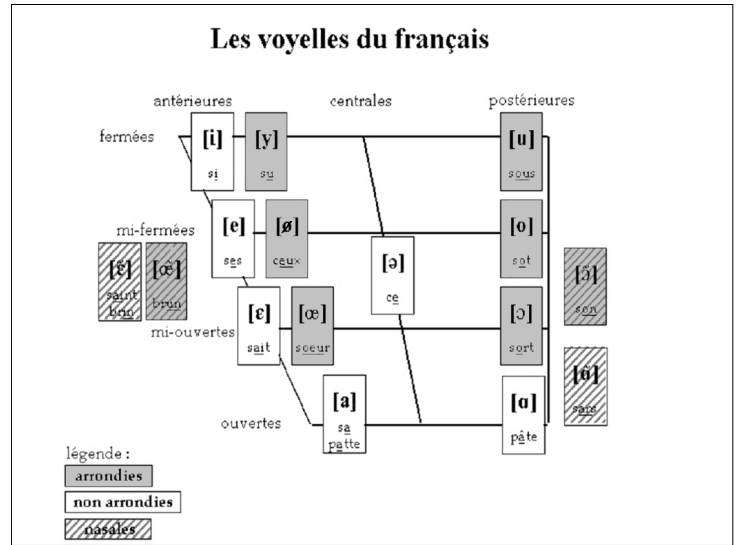 Les voyelles du français
antérieures centrales postérieures
fermées
[i] [y] [u]
si su sous
mi-fermées
[e] [ø] [ə] [o]
ses ceux ce sot
[ɛ̃] [œ̃] [ɔ̃]
saint brun son
brin
mi-ouvertes
[ɛ] [œ] [ɔ]
sait soeur sort
[ɑ̃]
sans
ouvertes
[a] [ɑ]
sa pâte
patte
légende :
arrondies
non arrondies
nasales